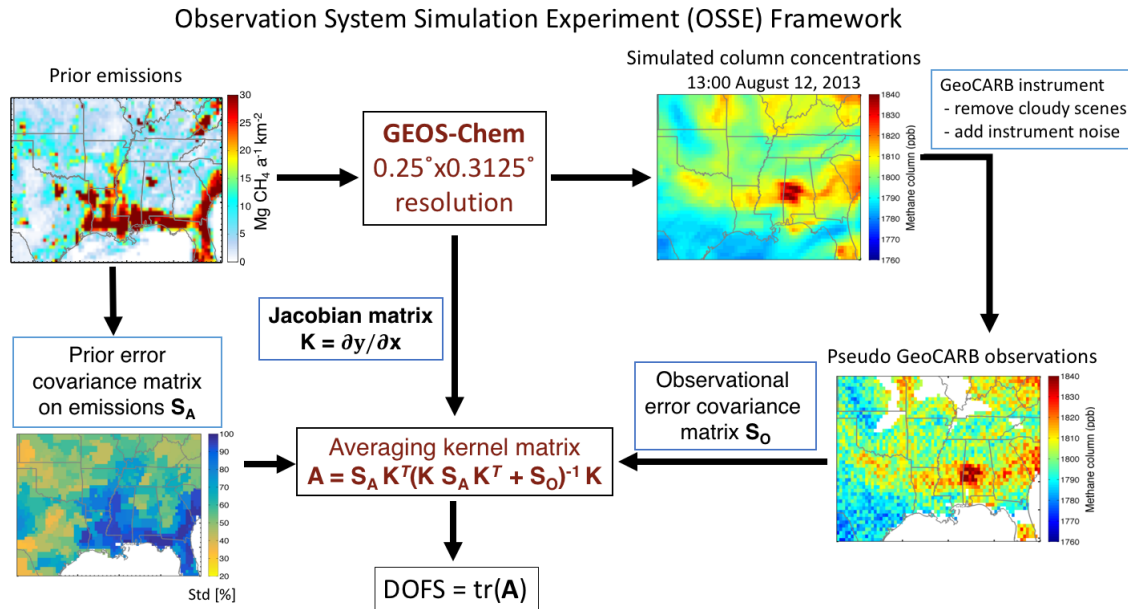 Observation System Simulation Experiment (OSSE) Framework
Prior emissions
30
25
20
15
10
5
0
Mg CH₄ a⁻¹ km⁻²
GEOS-Chem
0.25˚x0.3125˚
resolution
Simulated column concentrations
13:00 August 12, 2013
1840
1830
1820
1810
1800
1790
1780
1770
1760
Methane column (ppb)
GeoCARB instrument
- remove cloudy scenes
- add instrument noise
Jacobian matrix
K = ∂y/∂x
Prior error
covariance matrix
on emissions S_A
100
90
80
70
60
50
40
30
20
Std [%]
Averaging kernel matrix
A = S_A Kᵀ(K S_A Kᵀ + S_O)⁻¹ K
Observational
error covariance
matrix S_O
Pseudo GeoCARB observations
1840
1830
1820
1810
1800
1790
1780
1770
1760
Methane column (ppb)
DOFS = tr(A)